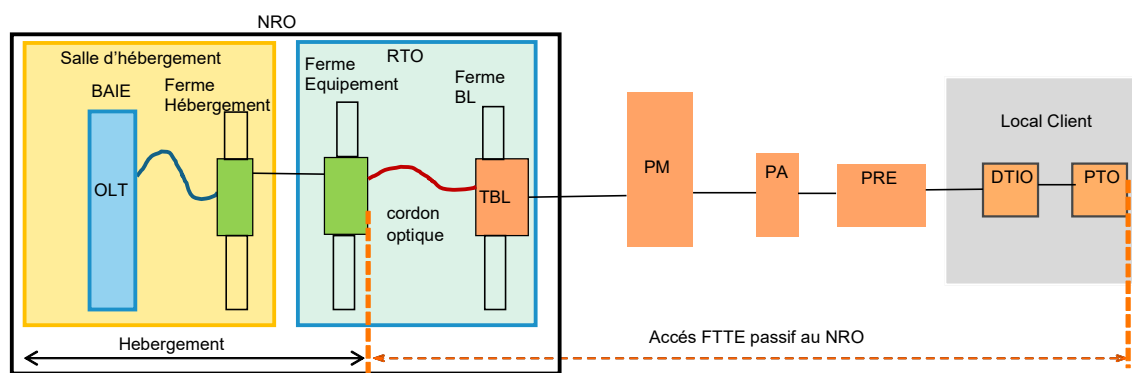 NRO
Salle d'hébergement
RTO
BAIE
Ferme
Hébergement
Ferme
Equipement
Ferme
BL
OLT
cordon
optique
TBL
PM
PA
PRE
Local Client
DTIO
PTO
Hebergement
Accés FTTE passif au NRO